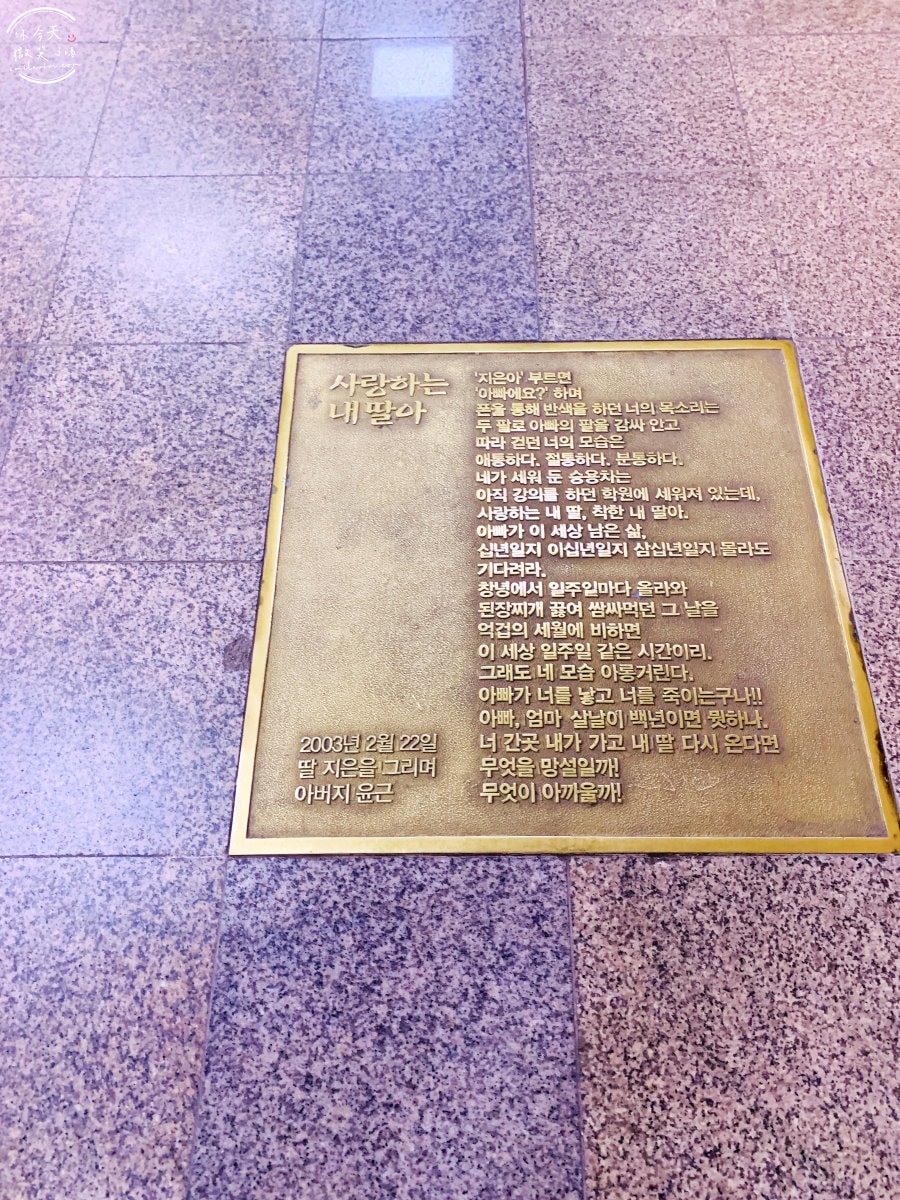 사랑하는
내 딸아
'지은아' 부르면
'아빠에요?' 하며
폰을 통해 반색을 하던 너의 목소리는
두 팔로 아빠의 팔을 감싸 안고
따라 걷던 너의 모습은
애통하다. 절통하다. 분통하다.
네가 세워 둔 승용차는
아직 강의를 하던 학원에 세워져 있는데,
사랑하는 내 딸, 착한 내 딸아.
아빠가 이 세상 남은 삶,
십년일지 이십년일지 삼십년일지 몰라도
기다려라.
창녕에서 일주일마다 올라와
된장찌개 끓여 쌈싸먹던 그 날을
억겁의 세월에 비하면
이 세상 일주일 같은 시간이리.
그래도 네 모습 아롱거린다.
아빠가 너를 낳고 너를 죽이는구나!!
아빠, 엄마 살날이 백년이면 뭣하나.
너 간곳 내가 가고 내 딸 다시 온다면
무엇을 망설일까!
무엇이 아까울까!
2003년 2월 22일
딸 지은을 그리며
아버지 윤근